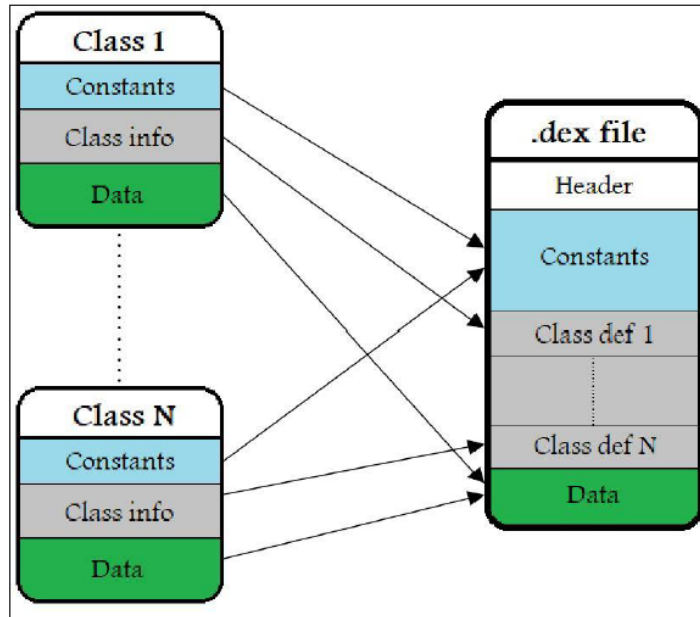 Class 1
Constants
Class info
Data
Class N
Constants
Class info
Data
.dex file
Header
Constants
Class def 1
Class def N
Data